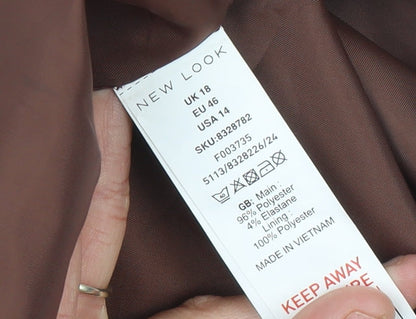 NEW LOOK
UK 18
EU 46
USA 14
SKU:8328782
F003735
5113/8328226/24
GB: Main:
96% Polyester
4% Elastane
Lining:
100% Polyester
MADE IN VIETNAM
KEEP AWAY